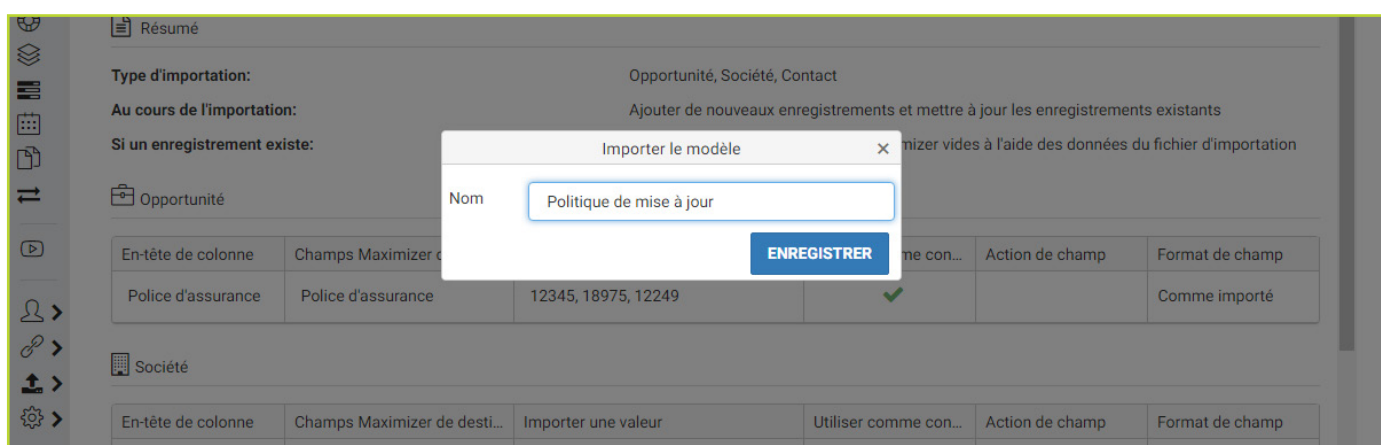 Résumé
Type d'importation: Opportunité, Société, Contact
Au cours de l'importation: Ajouter de nouveaux enregistrements et mettre à jour les enregistrements existants
Si un enregistrement existe: mizer vides à l'aide des données du fichier d'importation
Importer le modèle ×
Nom Politique de mise à jour
ENREGISTRER
Opportunité
En-tête de colonne Champs Maximizer d me con... Action de champ Format de champ
Police d'assurance Police d'assurance 12345, 18975, 12249 Comme importé
Société
En-tête de colonne Champs Maximizer de desti... Importer une valeur Utiliser comme con... Action de champ Format de champ